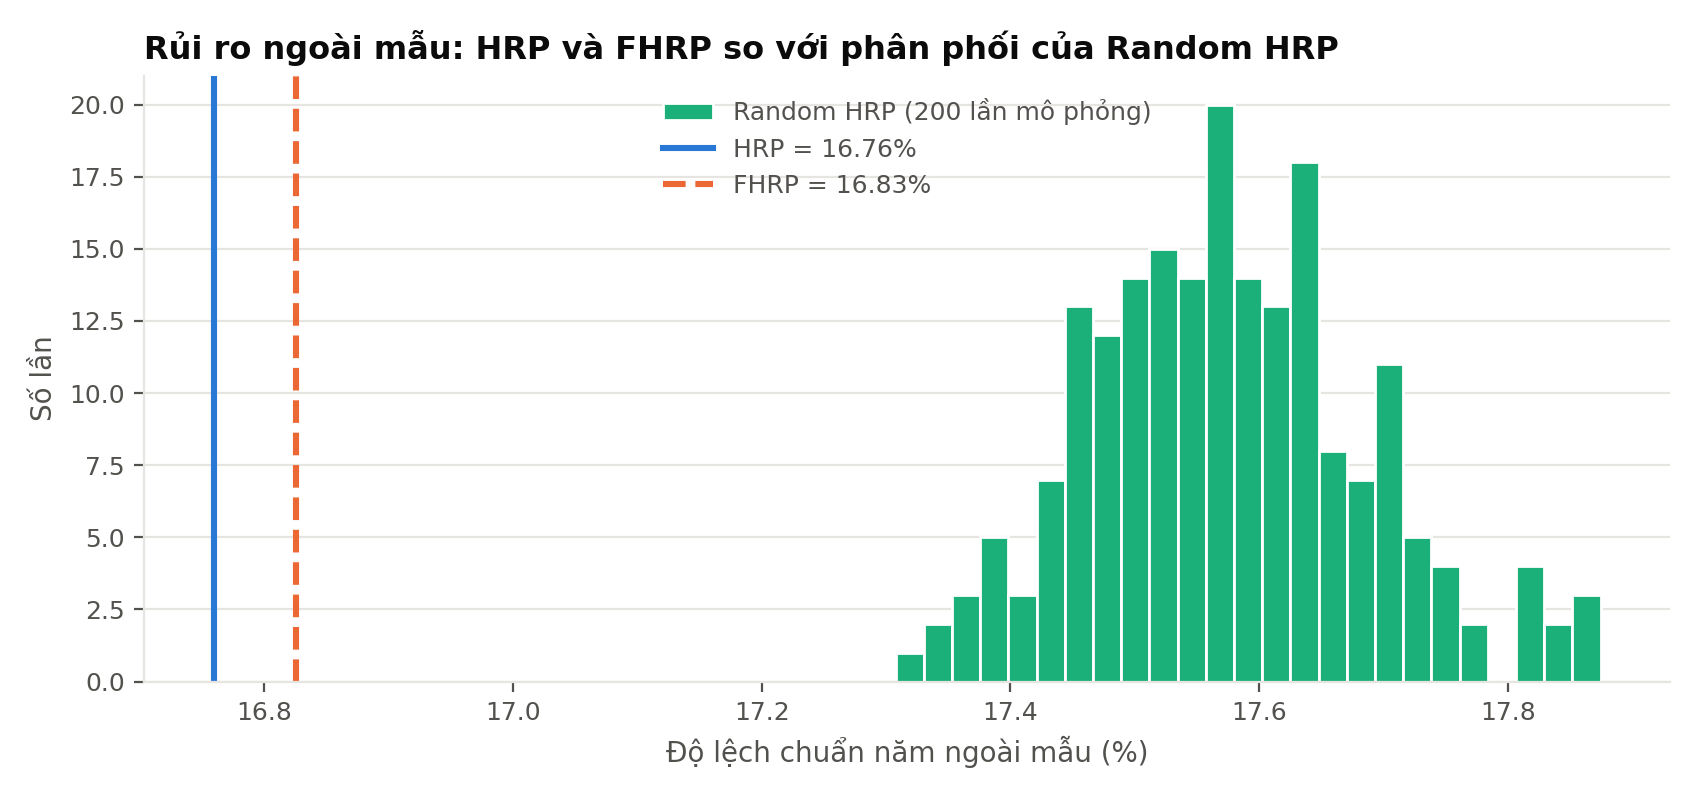 Rủi ro ngoài mẫu: HRP và FHRP so với phân phối của Random HRP
Random HRP (200 lần mô phỏng)
HRP = 16.76%
FHRP = 16.83%
Số lần
20.0
17.5
15.0
12.5
10.0
7.5
5.0
2.5
0.0
16.8 17.0 17.2 17.4 17.6 17.8
Độ lệch chuẩn năm ngoài mẫu (%)